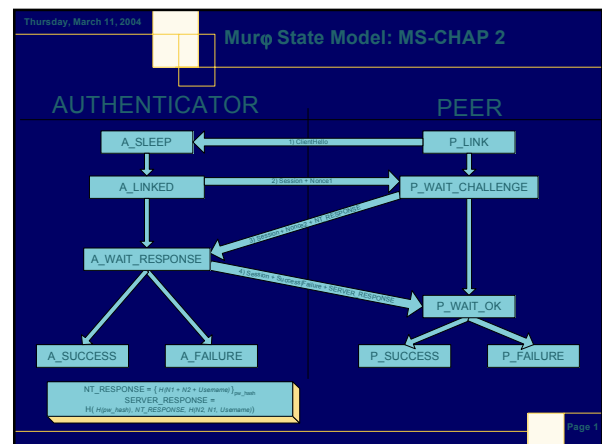 Thursday, March 11, 2004
Murφ State Model: MS-CHAP 2
AUTHENTICATOR
PEER
A_SLEEP
1) ClientHello
P_LINK
A_LINKED
2) Session + Nonce1
P_WAIT_CHALLENGE
3) Session + Nonce2 + NT_RESPONSE
A_WAIT_RESPONSE
4) Session + Success/Failure + SERVER_RESPONSE
P_WAIT_OK
A_SUCCESS
A_FAILURE
P_SUCCESS
P_FAILURE
NT_RESPONSE = { H(N1 + N2 + Username)}pw_hash
SERVER_RESPONSE =
H( H(pw_hash), NT_RESPONSE, H(N2, N1, Username))
Page 1